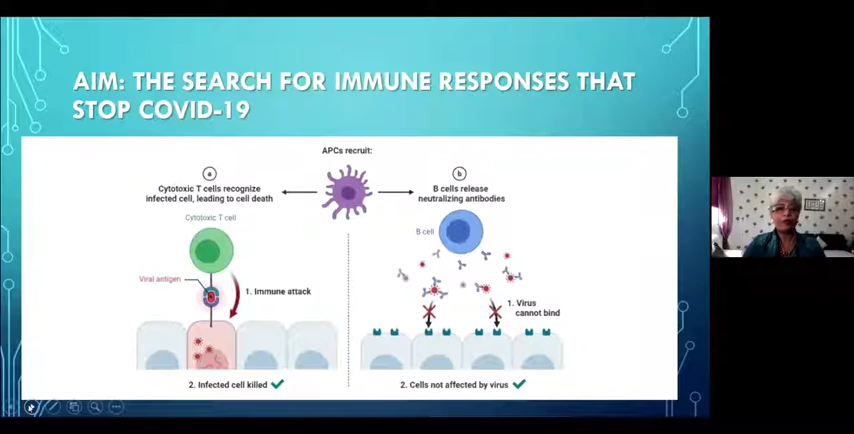 AIM: THE SEARCH FOR IMMUNE RESPONSES THAT
STOP COVID-19
APCs recruit:
a
Cytotoxic T cells recognize
infected cell, leading to cell death
b
B cells release
neutralizing antibodies
Cytotoxic T cell
B cell
Viral antigen
1. Immune attack
1. Virus
cannot bind
2. Infected cell killed
2. Cells not affected by virus